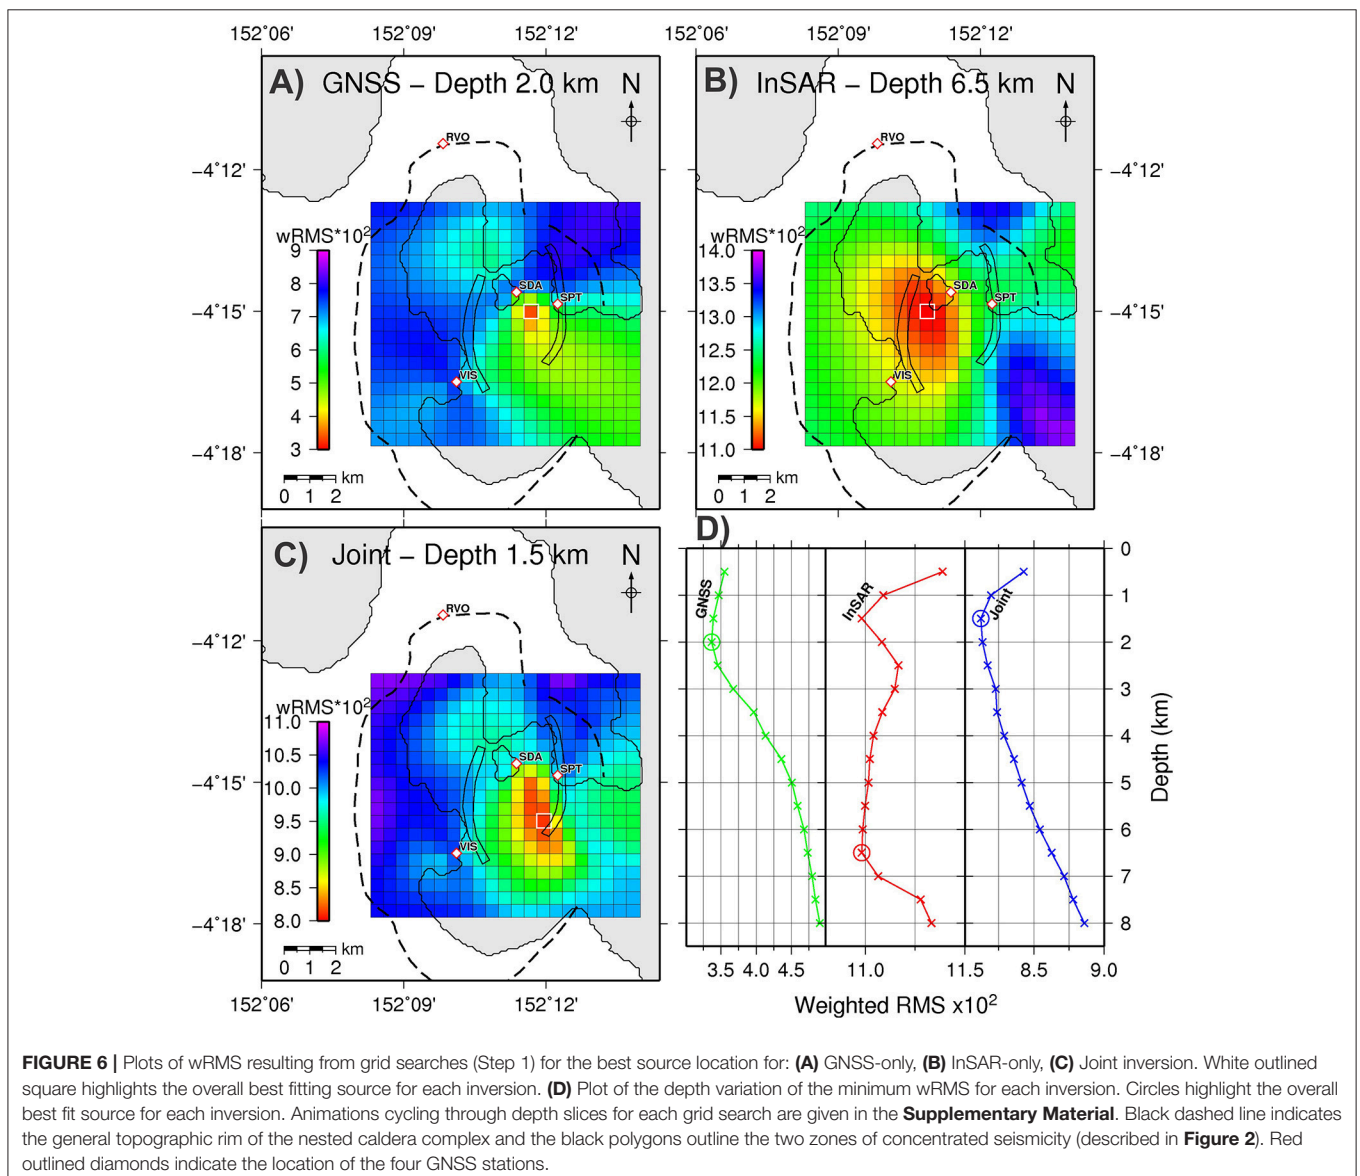 152°06' 152°09' 152°12' 152°09' 152°12'
A) GNSS – Depth 2.0 km N
B) InSAR – Depth 6.5 km N
RVO
RVO
−4°12'
−4°12'
wRMS*10²
9
8
7
6
5
4
3
SDA
SPT
VIS
wRMS*10²
14.0
13.5
13.0
12.5
12.0
11.5
11.0
SDA
SPT
VIS
−4°15'
−4°15'
−4°18'
−4°18'
km
0 1 2
km
0 1 2
C) Joint – Depth 1.5 km N
RVO
−4°12'
wRMS*10²
11.0
10.5
10.0
9.5
9.0
8.5
8.0
SDA
SPT
VIS
−4°15'
−4°18'
km
0 1 2
152°06' 152°09' 152°12'
D)
GNSS
InSAR
Joint
0
1
2
3
4
5
6
7
8
Depth (km)
3.5 4.0 4.5 11.0 11.5 8.5 9.0
Weighted RMS x10²
FIGURE 6 | Plots of wRMS resulting from grid searches (Step 1) for the best source location for: (A) GNSS-only, (B) InSAR-only, (C) Joint inversion. White outlined
square highlights the overall best fitting source for each inversion. (D) Plot of the depth variation of the minimum wRMS for each inversion. Circles highlight the overall
best fit source for each inversion. Animations cycling through depth slices for each grid search are given in the Supplementary Material. Black dashed line indicates
the general topographic rim of the nested caldera complex and the black polygons outline the two zones of concentrated seismicity (described in Figure 2). Red
outlined diamonds indicate the location of the four GNSS stations.